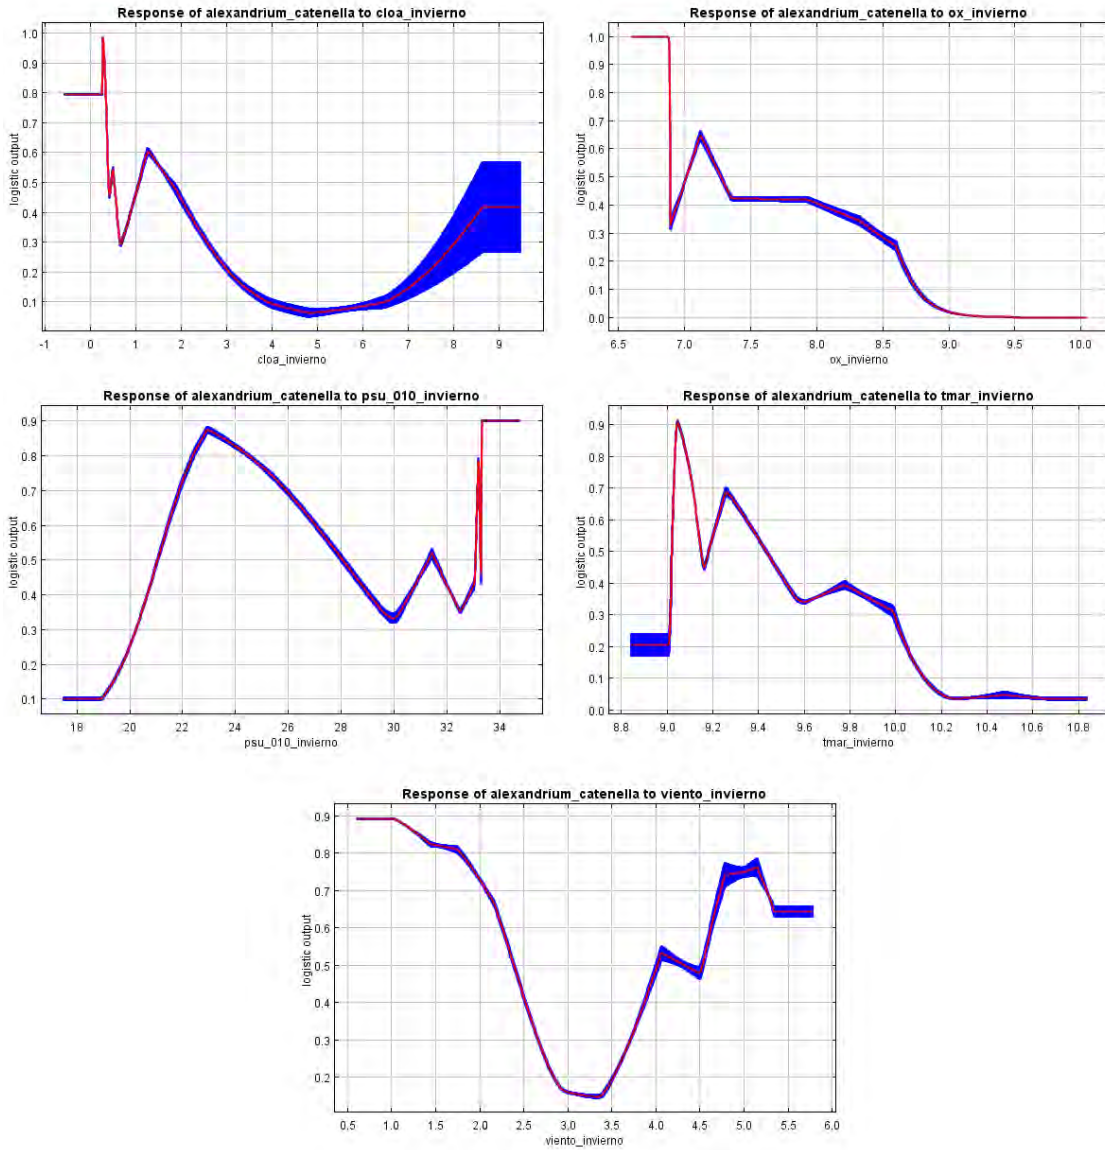 Response of alexandrium_catenella to cloa_invierno
1.0
0.9
0.8
0.7
0.6
0.5
0.4
0.3
0.2
0.1
logistic output
-1 0 1 2 3 4 5 6 7 8 9
cloa_invierno
Response of alexandrium_catenella to ox_invierno
1.0
0.9
0.8
0.7
0.6
0.5
0.4
0.3
0.2
0.1
0.0
logistic output
6.5 7.0 7.5 8.0 8.5 9.0 9.5 10.0
ox_invierno
Response of alexandrium_catenella to psu_010_invierno
0.9
0.8
0.7
0.6
0.5
0.4
0.3
0.2
0.1
logistic output
18 20 22 24 26 28 30 32 34
psu_010_invierno
Response of alexandrium_catenella to tmar_invierno
0.9
0.8
0.7
0.6
0.5
0.4
0.3
0.2
0.1
0.0
logistic output
8.8 9.0 9.2 9.4 9.6 9.8 10.0 10.2 10.4 10.6 10.8
tmar_invierno
Response of alexandrium_catenella to viento_invierno
0.9
0.8
0.7
0.6
0.5
0.4
0.3
0.2
logistic output
0.5 1.0 1.5 2.0 2.5 3.0 3.5 4.0 4.5 5.0 5.5 6.0
viento_invierno